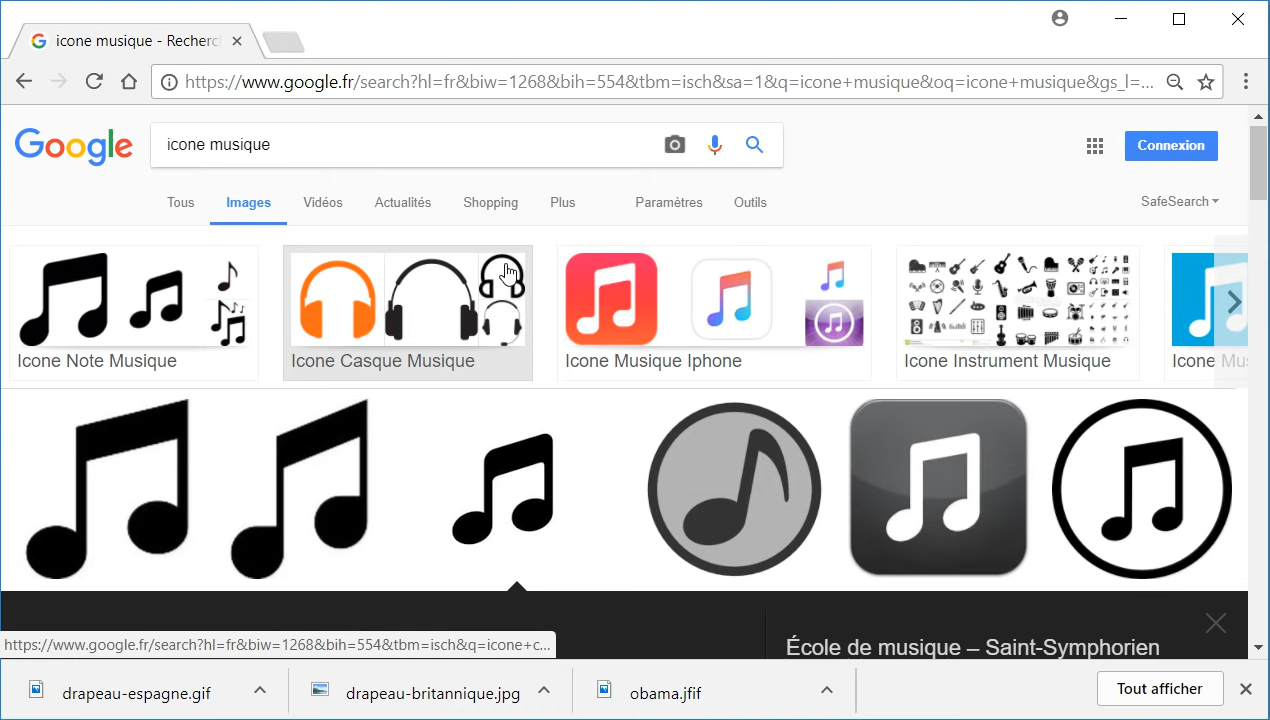 icone musique - Recherc
https://www.google.fr/search?hl=fr&biw=1268&bih=554&tbm=isch&sa=1&q=icone+musique&oq=icone+musique&gs_l=...
Google
icone musique
Connexion
Tous Images Vidéos Actualités Shopping Plus Paramètres Outils SafeSearch
Icone Note Musique Icone Casque Musique Icone Musique Iphone Icone Instrument Musique Icone Mus
https://www.google.fr/search?hl=fr&biw=1268&bih=554&tbm=isch&q=icone+c...
École de musique – Saint-Symphorien
drapeau-espagne.gif drapeau-britannique.jpg obama.jfif Tout afficher